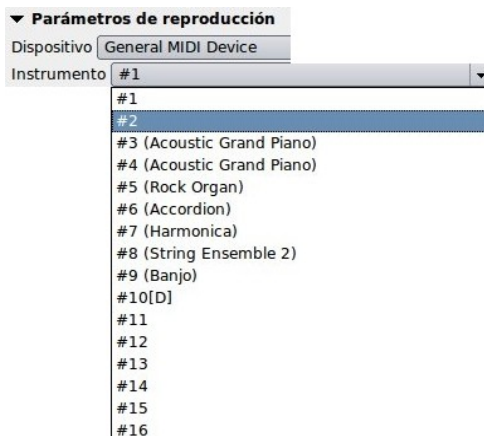 Parámetros de reproducción
Dispositivo General MIDI Device
Instrumento #1
#1
#2
#3 (Acoustic Grand Piano)
#4 (Acoustic Grand Piano)
#5 (Rock Organ)
#6 (Accordion)
#7 (Harmonica)
#8 (String Ensemble 2)
#9 (Banjo)
#10[D]
#11
#12
#13
#14
#15
#16